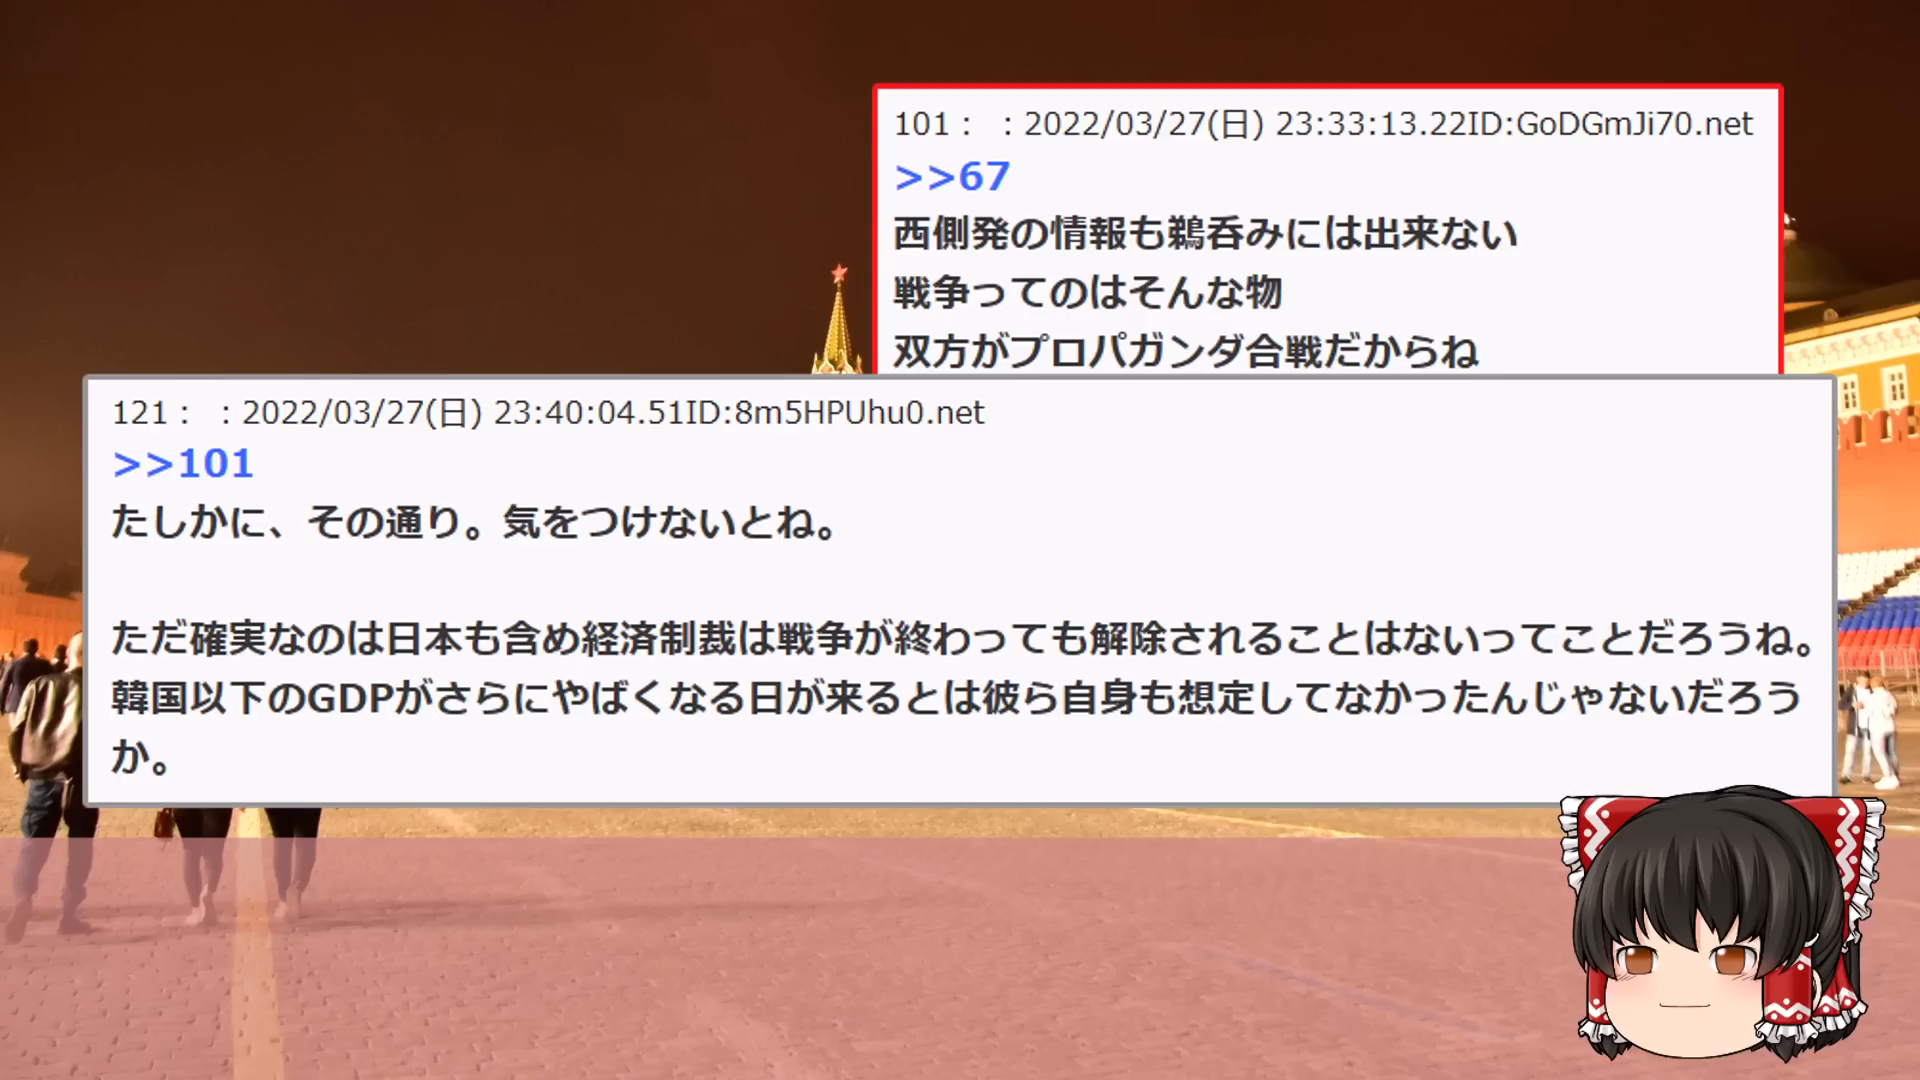 101： ：2022/03/27(日) 23:33:13.22ID:GoDGmJi70.net
>>67
西側発の情報も鵜呑みには出来ない
戦争ってのはそんな物
双方がプロパガンダ合戦だからね
121： ：2022/03/27(日) 23:40:04.51ID:8m5HPUhu0.net
>>101
たしかに、その通り。気をつけないとね。
ただ確実なのは日本も含め経済制裁は戦争が終わっても解除されることはないってことだろうね。
韓国以下のGDPがさらにやばくなる日が来るとは彼ら自身も想定してなかったんじゃないだろう
か。